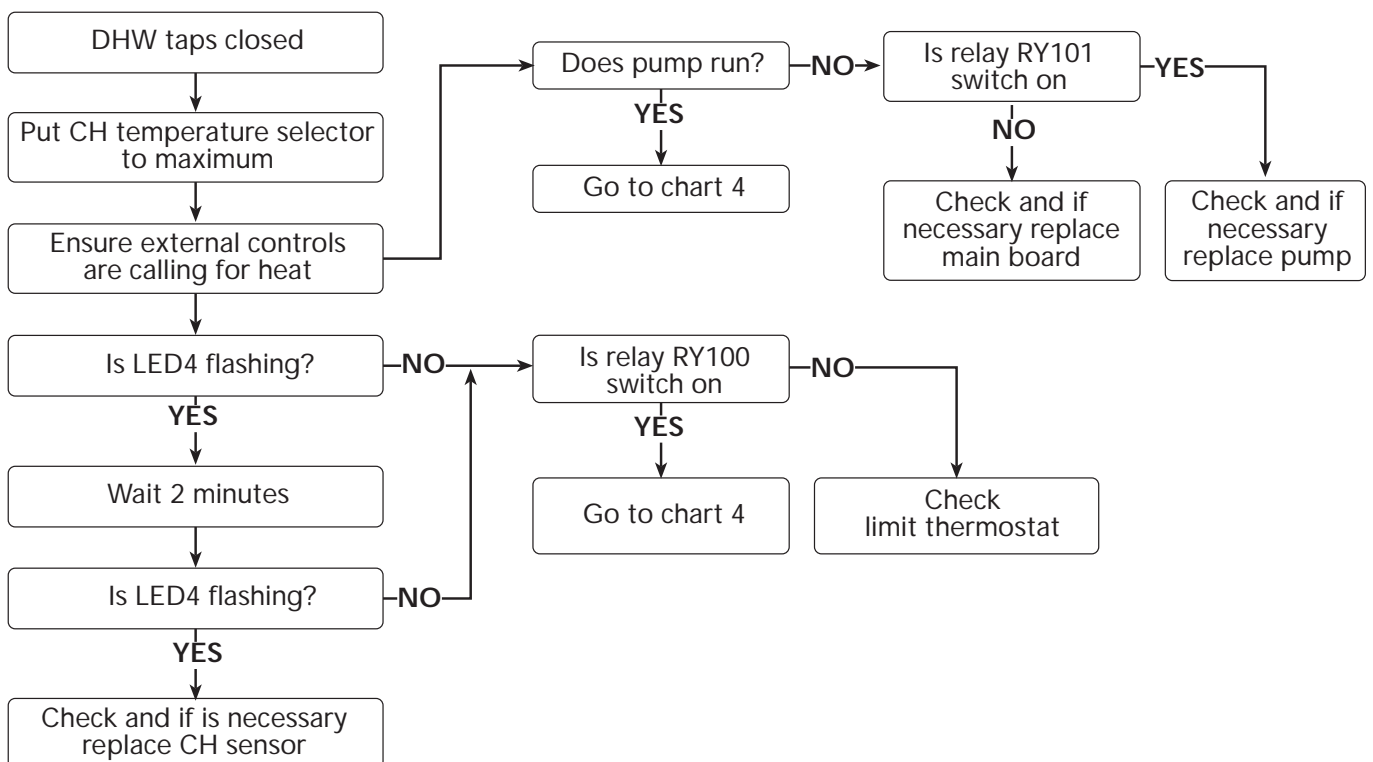 DHW taps closed
Put CH temperature selector
to maximum
Ensure external controls
are calling for heat
Does pump run?
NO
Is relay RY101
switch on
YES
YES
NO
Go to chart 4
Check and if
necessary replace
main board
Check and if
necessary
replace pump
Is LED4 flashing?
NO
Is relay RY100
switch on
NO
YES
YES
Wait 2 minutes
Go to chart 4
Check
limit thermostat
Is LED4 flashing?
NO
YES
Check and if is necessary
replace CH sensor